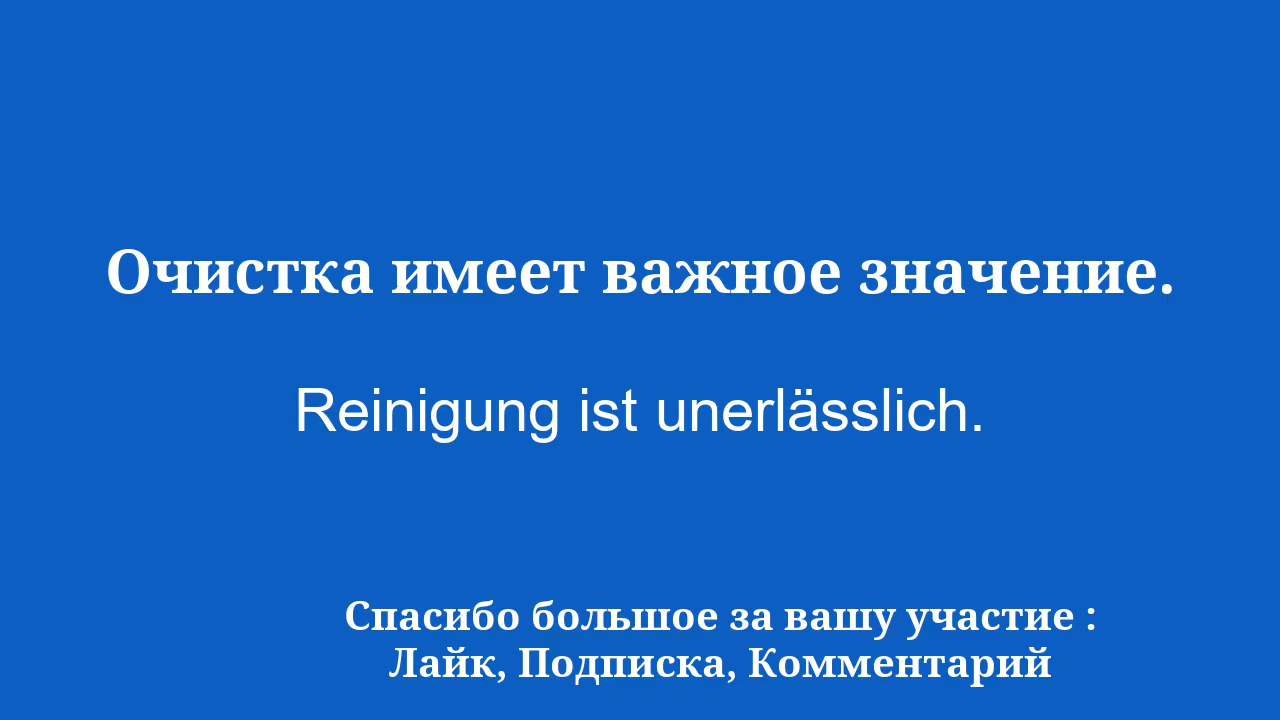 Очистка имеет важное значение.
Reinigung ist unerlässlich.
Спасибо большое за вашу участие :
Лайк, Подписка, Комментарий